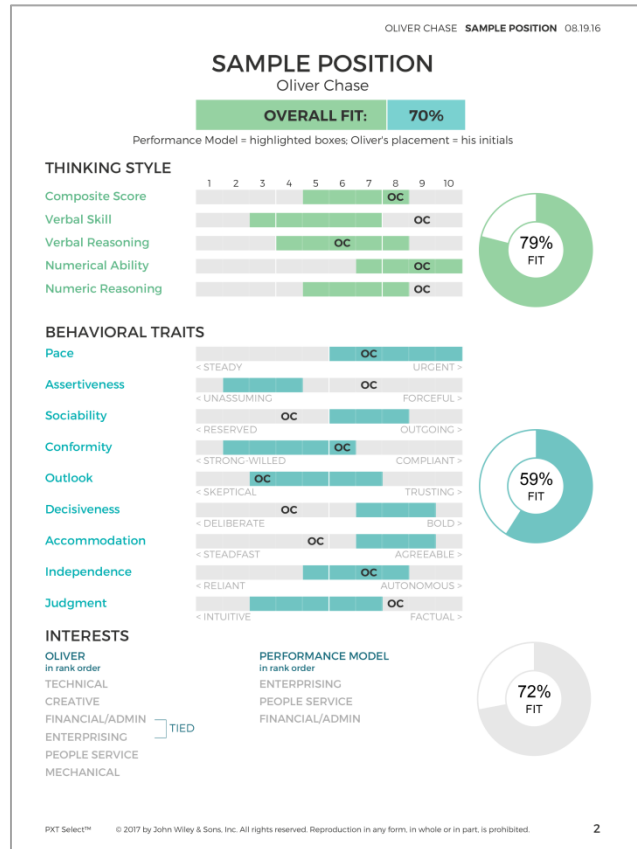 OLIVER CHASE SAMPLE POSITION 08.19.16
SAMPLE POSITION
Oliver Chase
OVERALL FIT: 70%
Performance Model = highlighted boxes; Oliver's placement = his initials
THINKING STYLE
1 2 3 4 5 6 7 8 9 10
Composite Score OC
Verbal Skill OC
Verbal Reasoning OC
Numerical Ability OC
Numeric Reasoning OC
79%
FIT
BEHAVIORAL TRAITS
Pace OC
< STEADY URGENT >
Assertiveness OC
< UNASSUMING FORCEFUL >
Sociability OC
< RESERVED OUTGOING >
Conformity OC
< STRONG-WILLED COMPLIANT >
Outlook OC
< SKEPTICAL TRUSTING >
Decisiveness OC
< DELIBERATE BOLD >
Accommodation OC
< STEADFAST AGREEABLE >
Independence OC
< RELIANT AUTONOMOUS >
Judgment OC
< INTUITIVE FACTUAL >
59%
FIT
INTERESTS
OLIVER
in rank order
TECHNICAL
CREATIVE
FINANCIAL/ADMIN
ENTERPRISING
TIED
PEOPLE SERVICE
MECHANICAL
PERFORMANCE MODEL
in rank order
ENTERPRISING
PEOPLE SERVICE
FINANCIAL/ADMIN
72%
FIT
PXT Select™ © 2017 by John Wiley & Sons, Inc. All rights reserved. Reproduction in any form, in whole or in part, is prohibited. 2